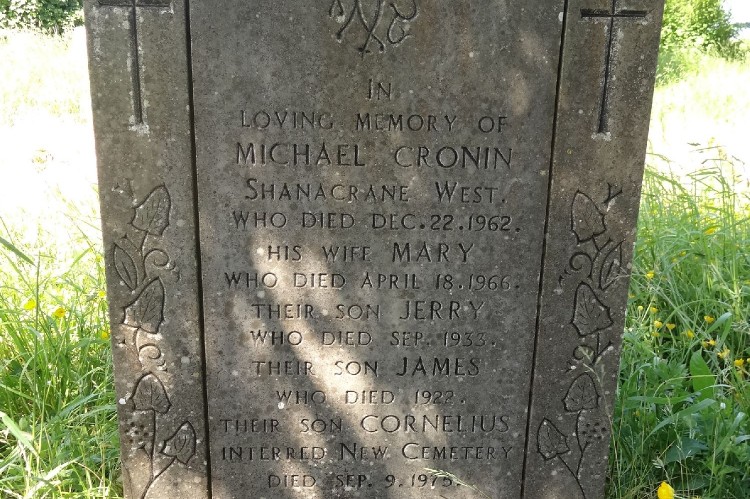 IHS
IN
LOVING MEMORY OF
MICHAEL CRONIN
SHANACRANE WEST.
WHO DIED DEC. 22. 1962.
HIS WIFE MARY
WHO DIED APRIL 18. 1966.
THEIR SON JERRY
WHO DIED SEP. 1933.
THEIR SON JAMES
WHO DIED 1922.
THEIR SON CORNELIUS
INTERRED NEW CEMETERY
DIED SEP. 9. 1975.